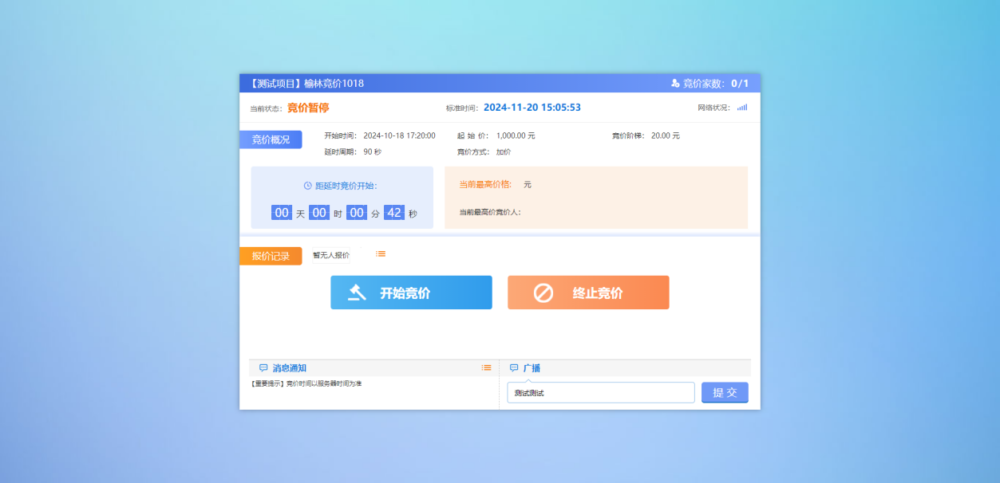 【测试项目】榆林竞价1018 竞价家数：0/1
当前状态：竞价暂停 标准时间：2024-11-20 15:05:53 网络状况：
竞价概况 开始时间：2024-10-18 17:20:00 起 始 价：1,000.00 元 竞价阶梯：20.00 元
延时周期：90 秒 竞价方式：加价
距延时竞价开始：
00 天 00 时 00 分 42 秒
当前最高价格：元
当前最高价竞价人：
报价记录 暂无人报价
开始竞价 终止竞价
消息通知
【重要提示】竞价时间以服务器时间为准
广播
测试测试 提 交